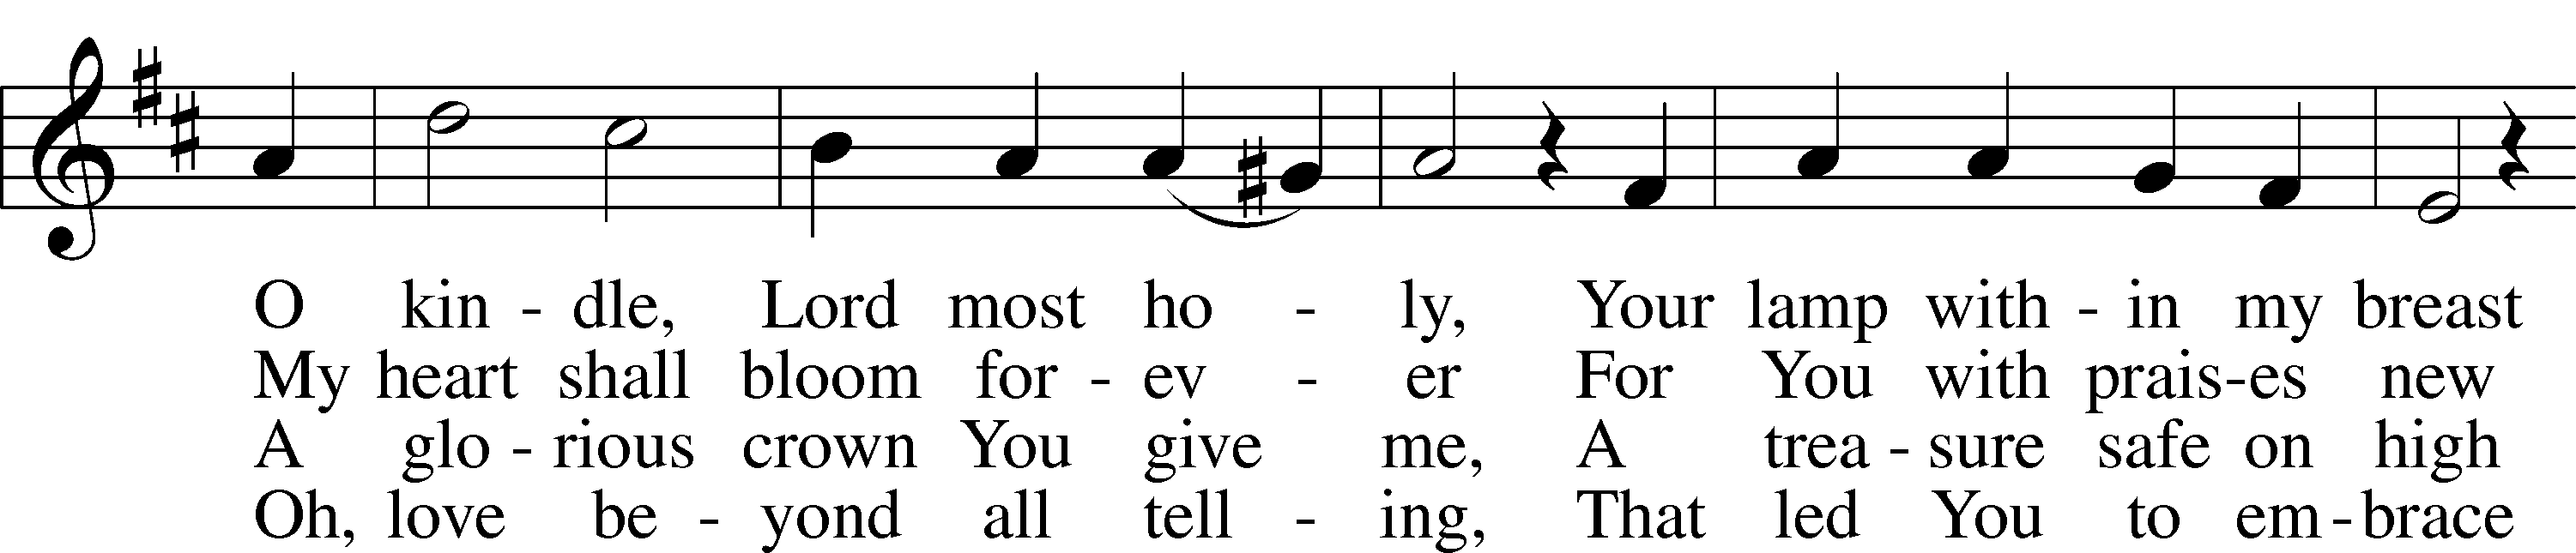 O kin - dle, Lord most ho - ly, Your lamp with - in my breast
My heart shall bloom for - ev - er For You with prais-es new
A glo - rious crown You give me, A trea - sure safe on high
Oh, love be - yond all tell - ing, That led You to em - brace